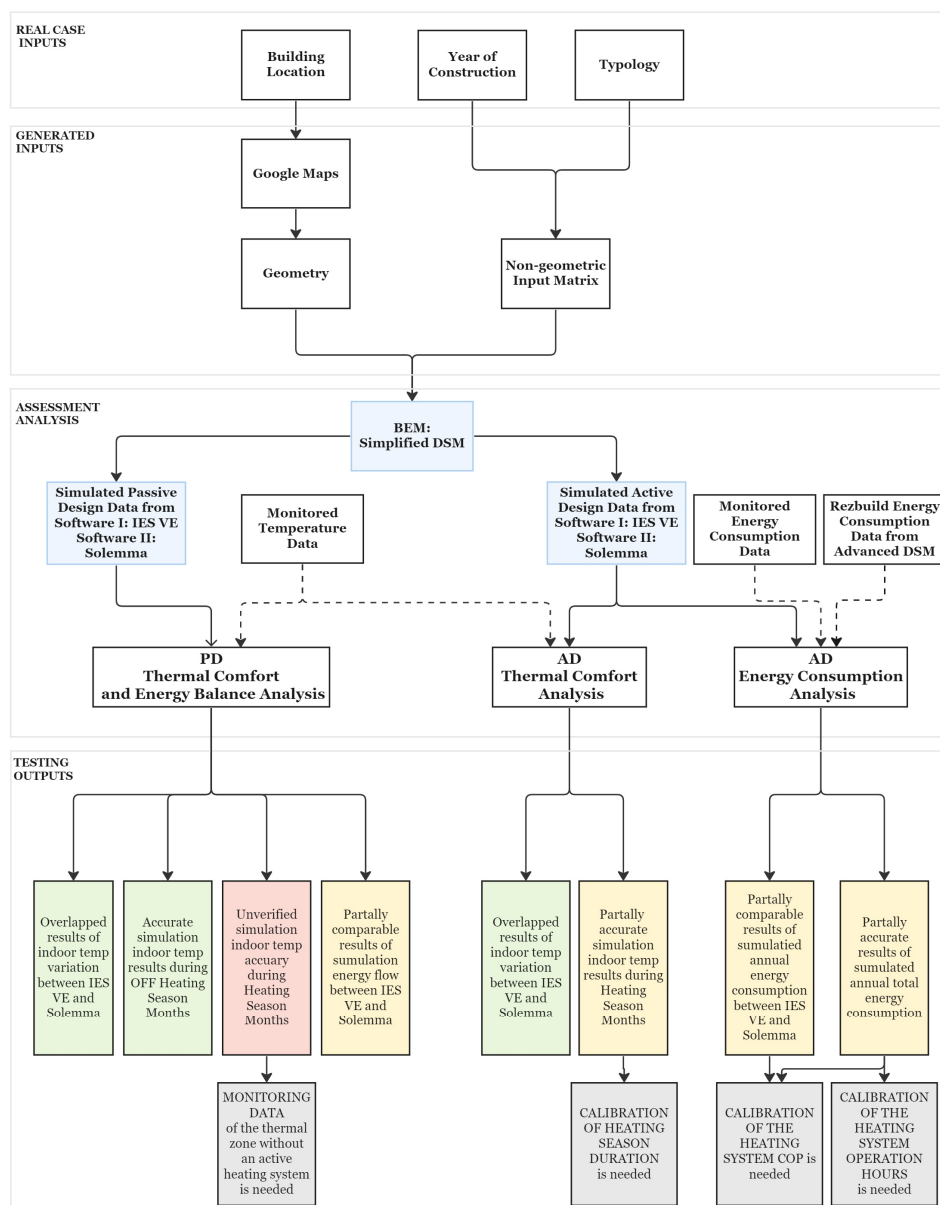 REAL CASE
INPUTS
Building
Location
Year of
Construction
Typology
GENERATED
INPUTS
Google Maps
Geometry
Non-geometric
Input Matrix
ASSESSMENT
ANALYSIS
BEM:
Simplified DSM
Simulated Passive
Design Data from
Software I: IES VE
Software II:
Solemma
Monitored
Temperature
Data
Simulated Active
Design Data from
Software I: IES VE
Software II:
Solemma
Monitored
Energy
Consumption
Data
Rezbuild Energy
Consumption
Data from
Advanced DSM
PD
Thermal Comfort
and Energy Balance Analysis
AD
Thermal Comfort
Analysis
AD
Energy Consumption
Analysis
TESTING
OUTPUTS
Overlapped
results of
indoor temp
variation
between IES
VE and
Solemma
Accurate
simulation
indoor temp
results during
OFF Heating
Season
Months
Unverified
simulation
indoor temp
accuary
during
Heating
Season
Months
Partally
comparable
results of
sumulation
energy flow
between IES
VE and
Solemma
Overlapped
results of
indoor temp
variation
between IES
VE and
Solemma
Partally
accurate
simulation
indoor temp
results during
Heating
Season
Months
Partally
comparable
results of
sumulatied
annual
energy
consumption
between IES
VE and
Solemma
Partally
accurate
results of
sumulated
annual total
energy
consumption
MONITORING
DATA
of the thermal
zone without
an active
heating system
is needed
CALIBRATION
OF HEATING
SEASON
DURATION
is needed
CALIBRATION
OF THE
HEATING
SYSTEM COP is
needed
CALIBRATION
OF THE
HEATING
SYSTEM
OPERATION
HOURS
is needed